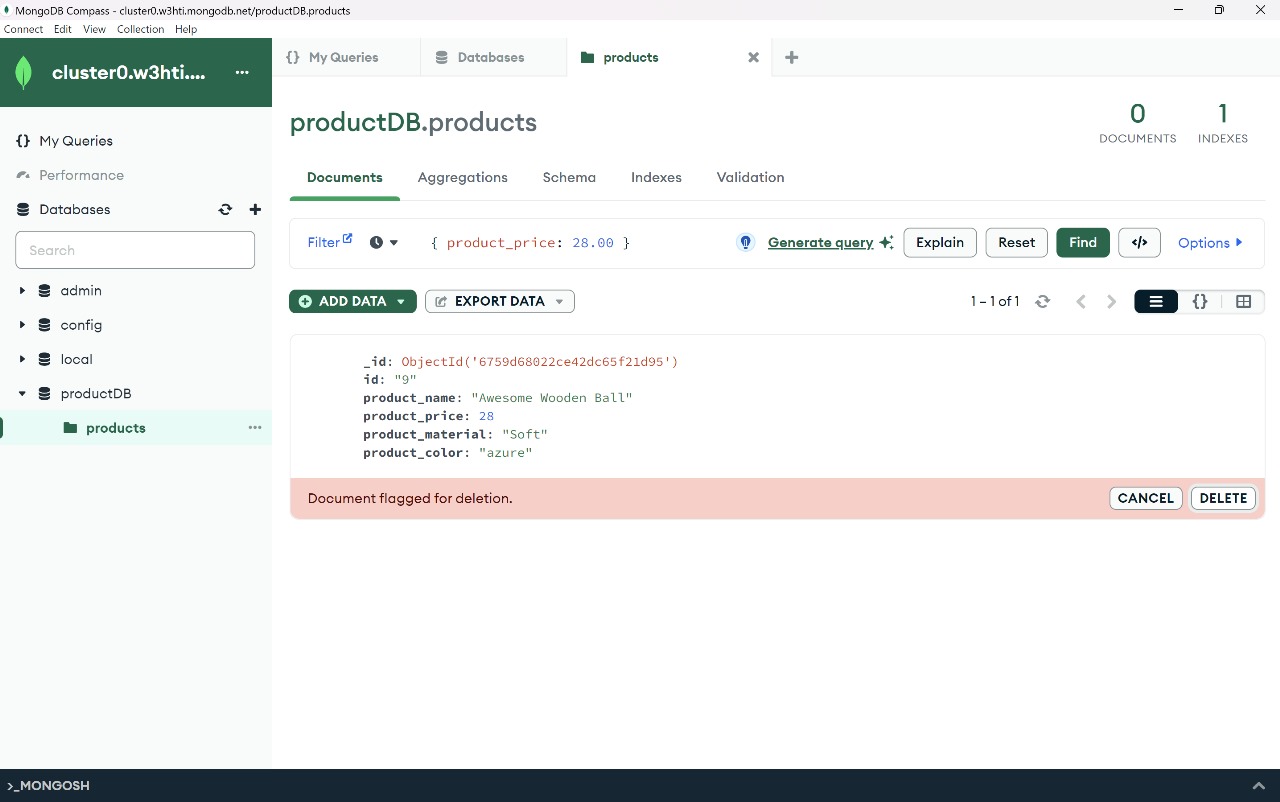 MongoDB Compass - cluster0.w3hti.mongodb.net/productDB.products
Connect Edit View Collection Help
cluster0.w3hti....
{} My Queries
Databases
products
My Queries
Performance
Databases
Search
admin
config
local
productDB
products
productDB.products
0
DOCUMENTS
1
INDEXES
Documents Aggregations Schema Indexes Validation
Filter { product_price: 28.00 } Generate query Explain Reset Find </> Options
ADD DATA EXPORT DATA 1 – 1 of 1 {}
_id: ObjectId('6759d68022ce42dc65f21d95')
id: "9"
product_name: "Awesome Wooden Ball"
product_price: 28
product_material: "Soft"
product_color: "azure"
Document flagged for deletion. CANCEL DELETE
>_MONGOSH